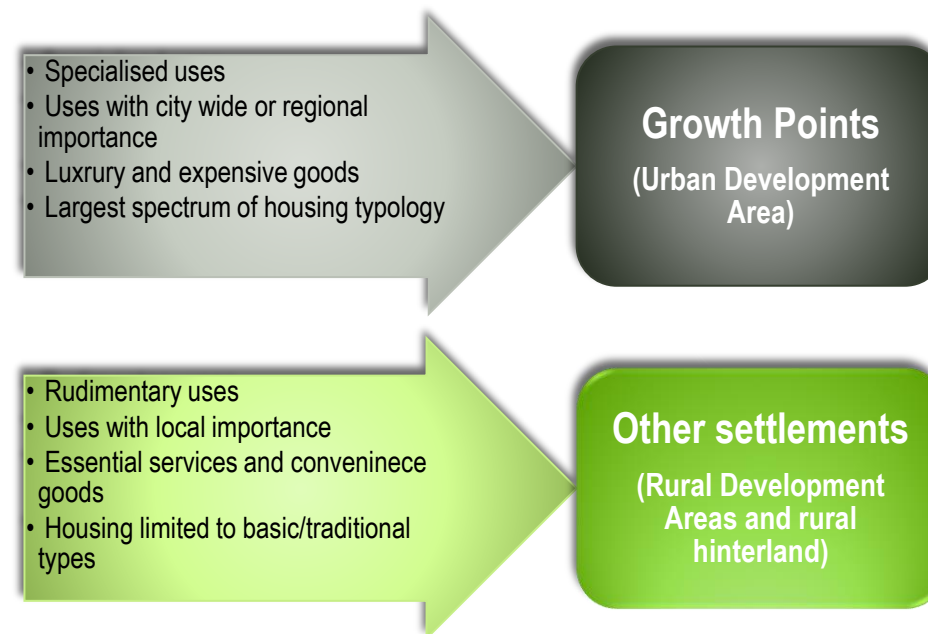 • Specialised uses
• Uses with city wide or regional
importance
• Luxrury and expensive goods
• Largest spectrum of housing typology
Growth Points
(Urban Development
Area)
• Rudimentary uses
• Uses with local importance
• Essential services and conveninece
goods
• Housing limited to basic/traditional
types
Other settlements
(Rural Development
Areas and rural
hinterland)